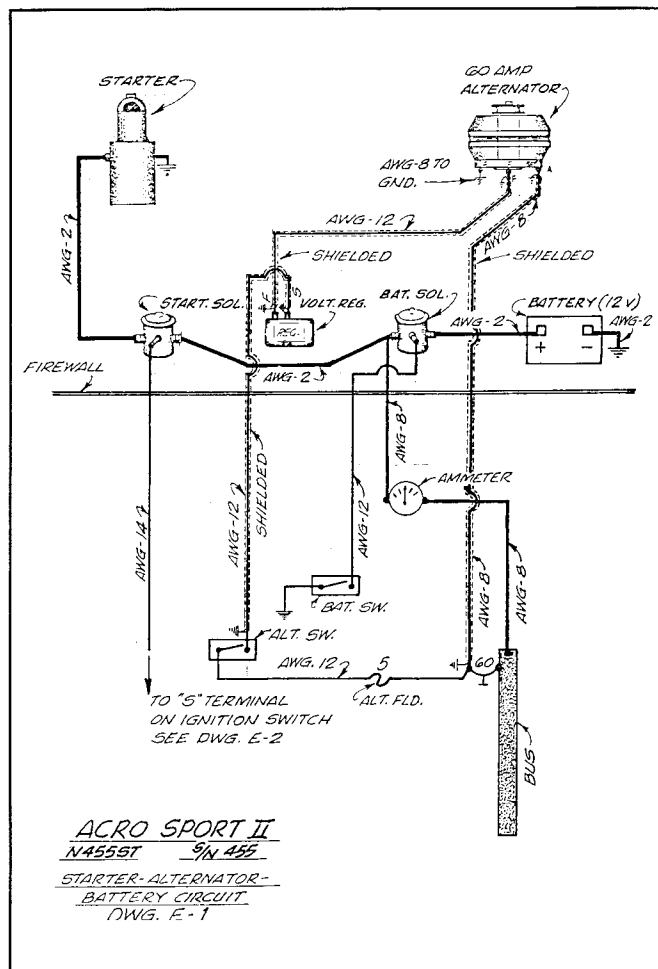 STARTER
60 AMP
ALTERNATOR
AWG-8 TO
GND.
A
AWG-12
AWG-8
AWG-2
SHIELDED
SHIELDED
F
S
START. SOL.
VOLT. REG.
REG.
BAT. SOL.
BATTERY (12 V)
AWG-2
AWG-2
+
-
AWG-2
FIREWALL
AWG-8
AMMETER
SHIELDED
AWG-12
AWG-12
AWG-14
AWG-8
AWG-8
BAT. SW.
ALT. SW.
AWG. 12
5
60
ALT. FLD.
TO "S" TERMINAL
ON IGNITION SWITCH
SEE DWG. E-2
BUS
ACRO SPORT II
N455ST S/N 455
STARTER-ALTERNATOR-
BATTERY CIRCUIT
DWG. E-1